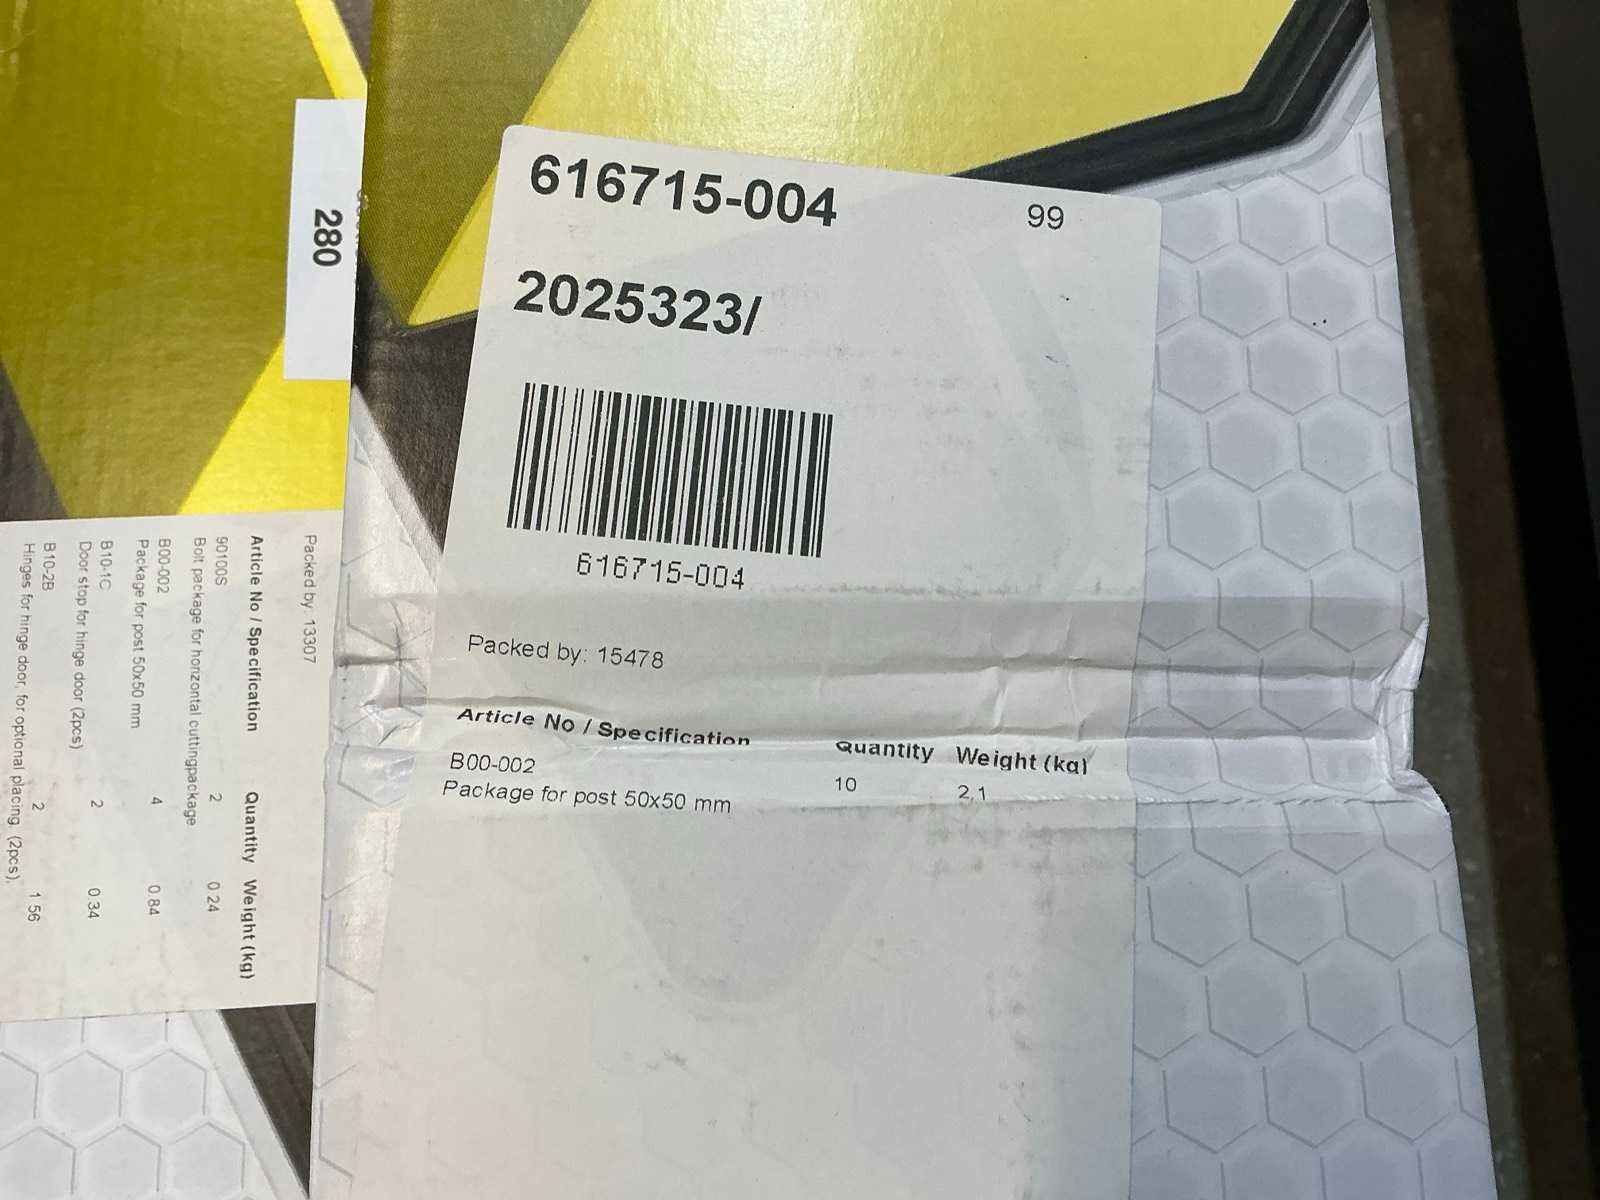 616715-004 99
2025323/
616715-004
Packed by: 15478
Article No / Specification Quantity Weight (kg)
B00-002 10 2,1
Package for post 50x50 mm
280
Packed by: 13307
Article No / Specification Quantity Weight (kg)
90100S 2 0.24
Bolt package for horizontal cuttingpackage
B00-002 4 0.84
Package for post 50x50 mm
B10-1C 2 0.34
Door stop for hinge door (2pcs)
B10-2B 2 1.56
Hinges for hinge door, for optional placing. (2pcs).